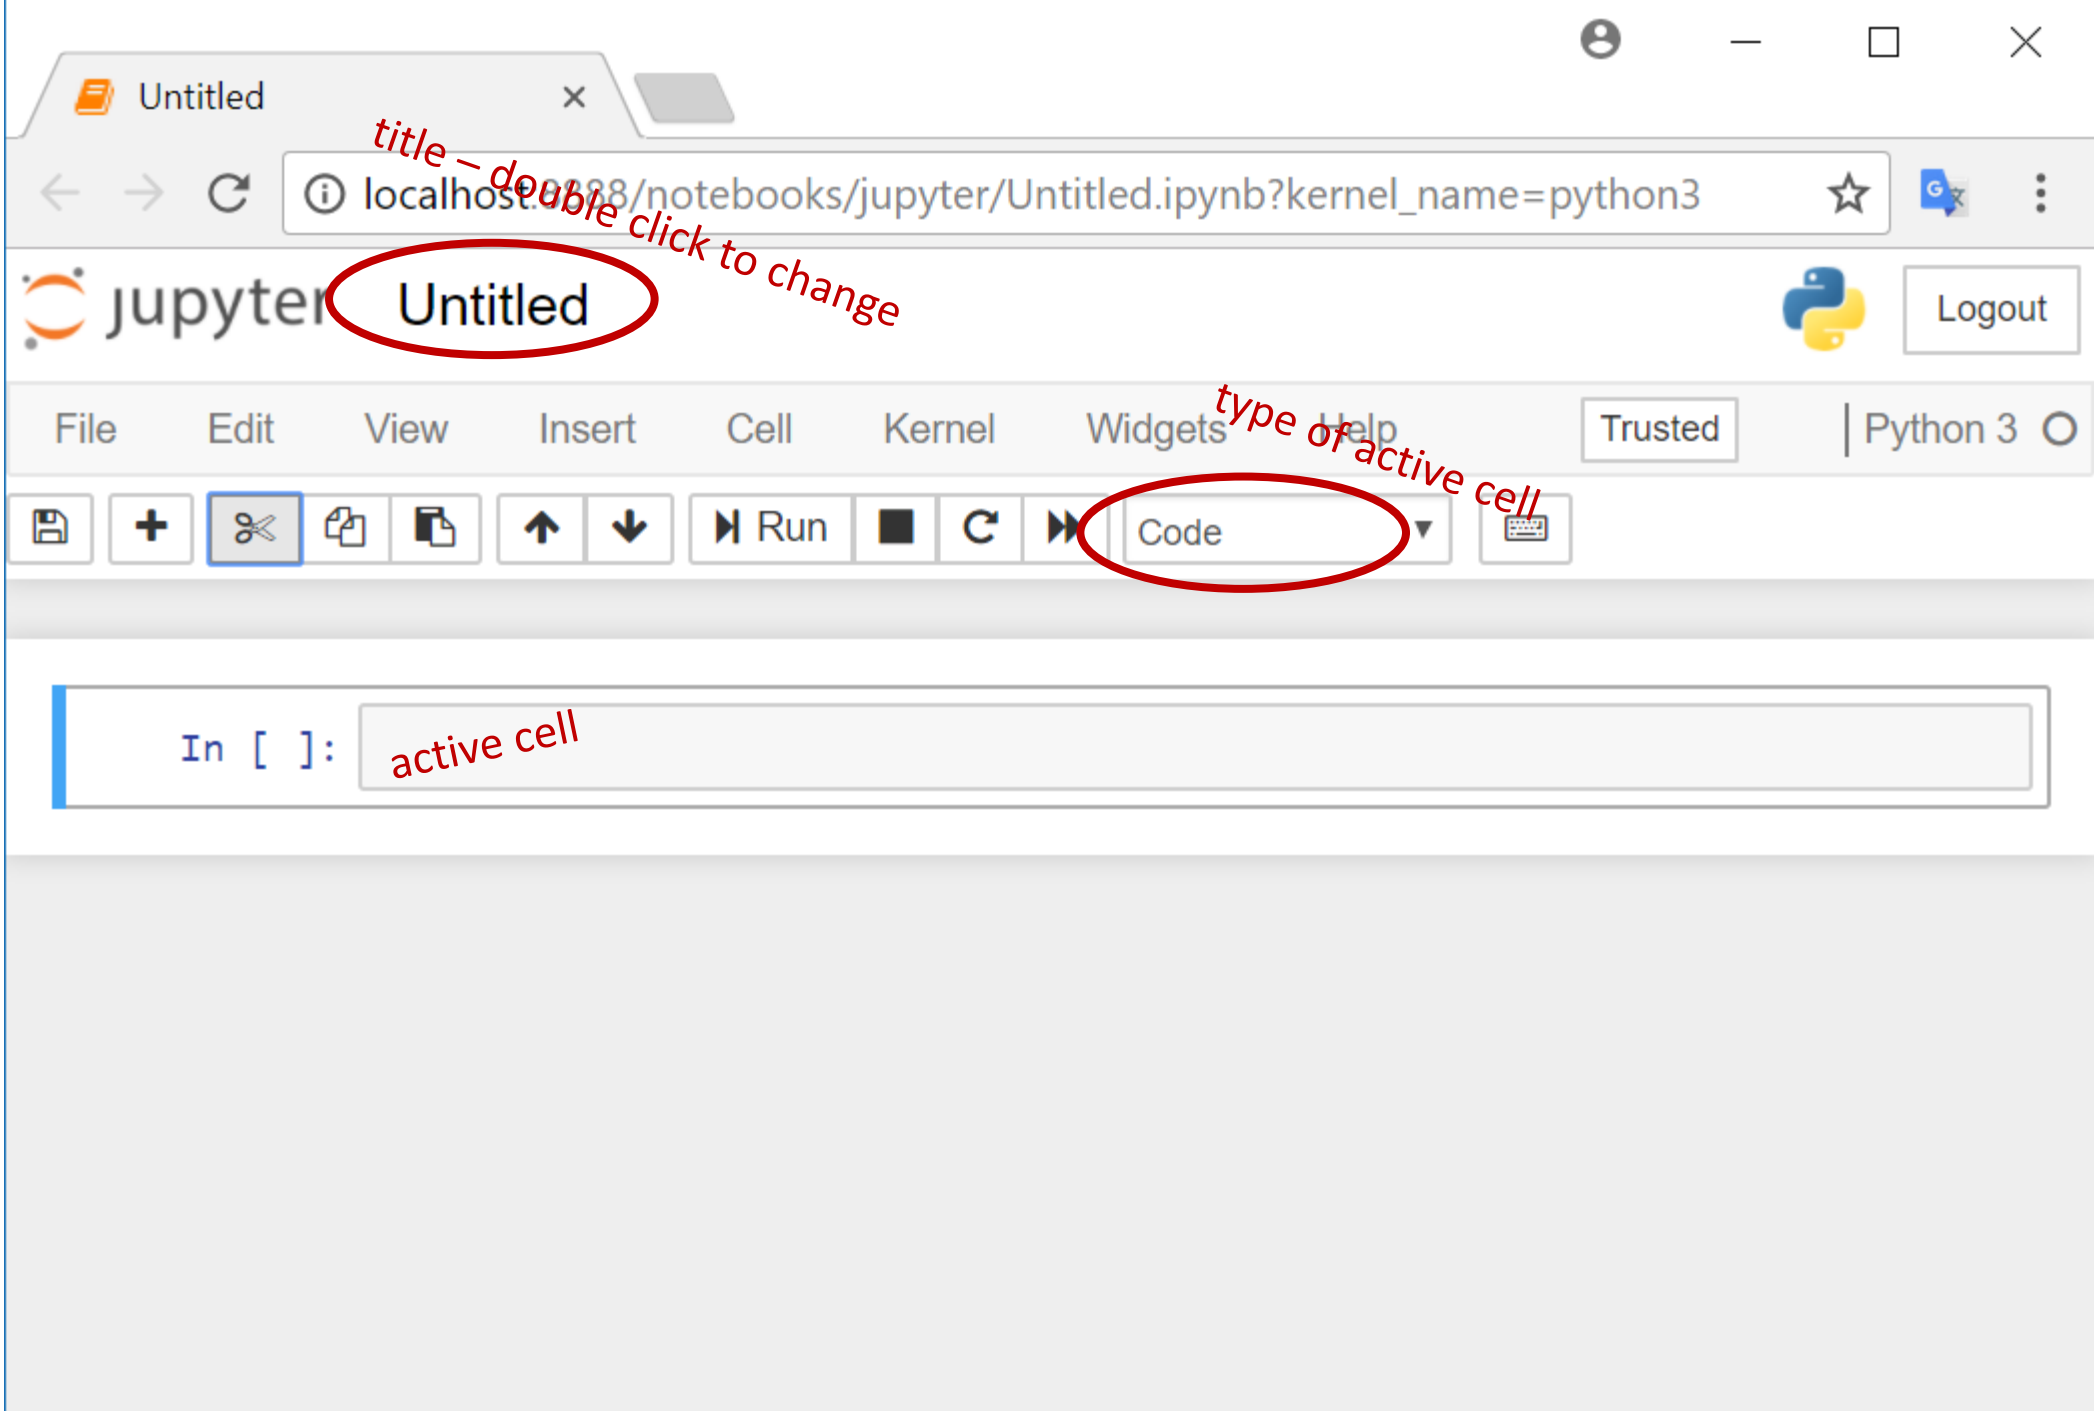 Untitled
title – double click to change
localhost:8888/notebooks/jupyter/Untitled.ipynb?kernel_name=python3
jupyter Untitled Logout
File Edit View Insert Cell Kernel Widgets Help Trusted Python 3
type of active cell
Run Code
In [ ]: active cell